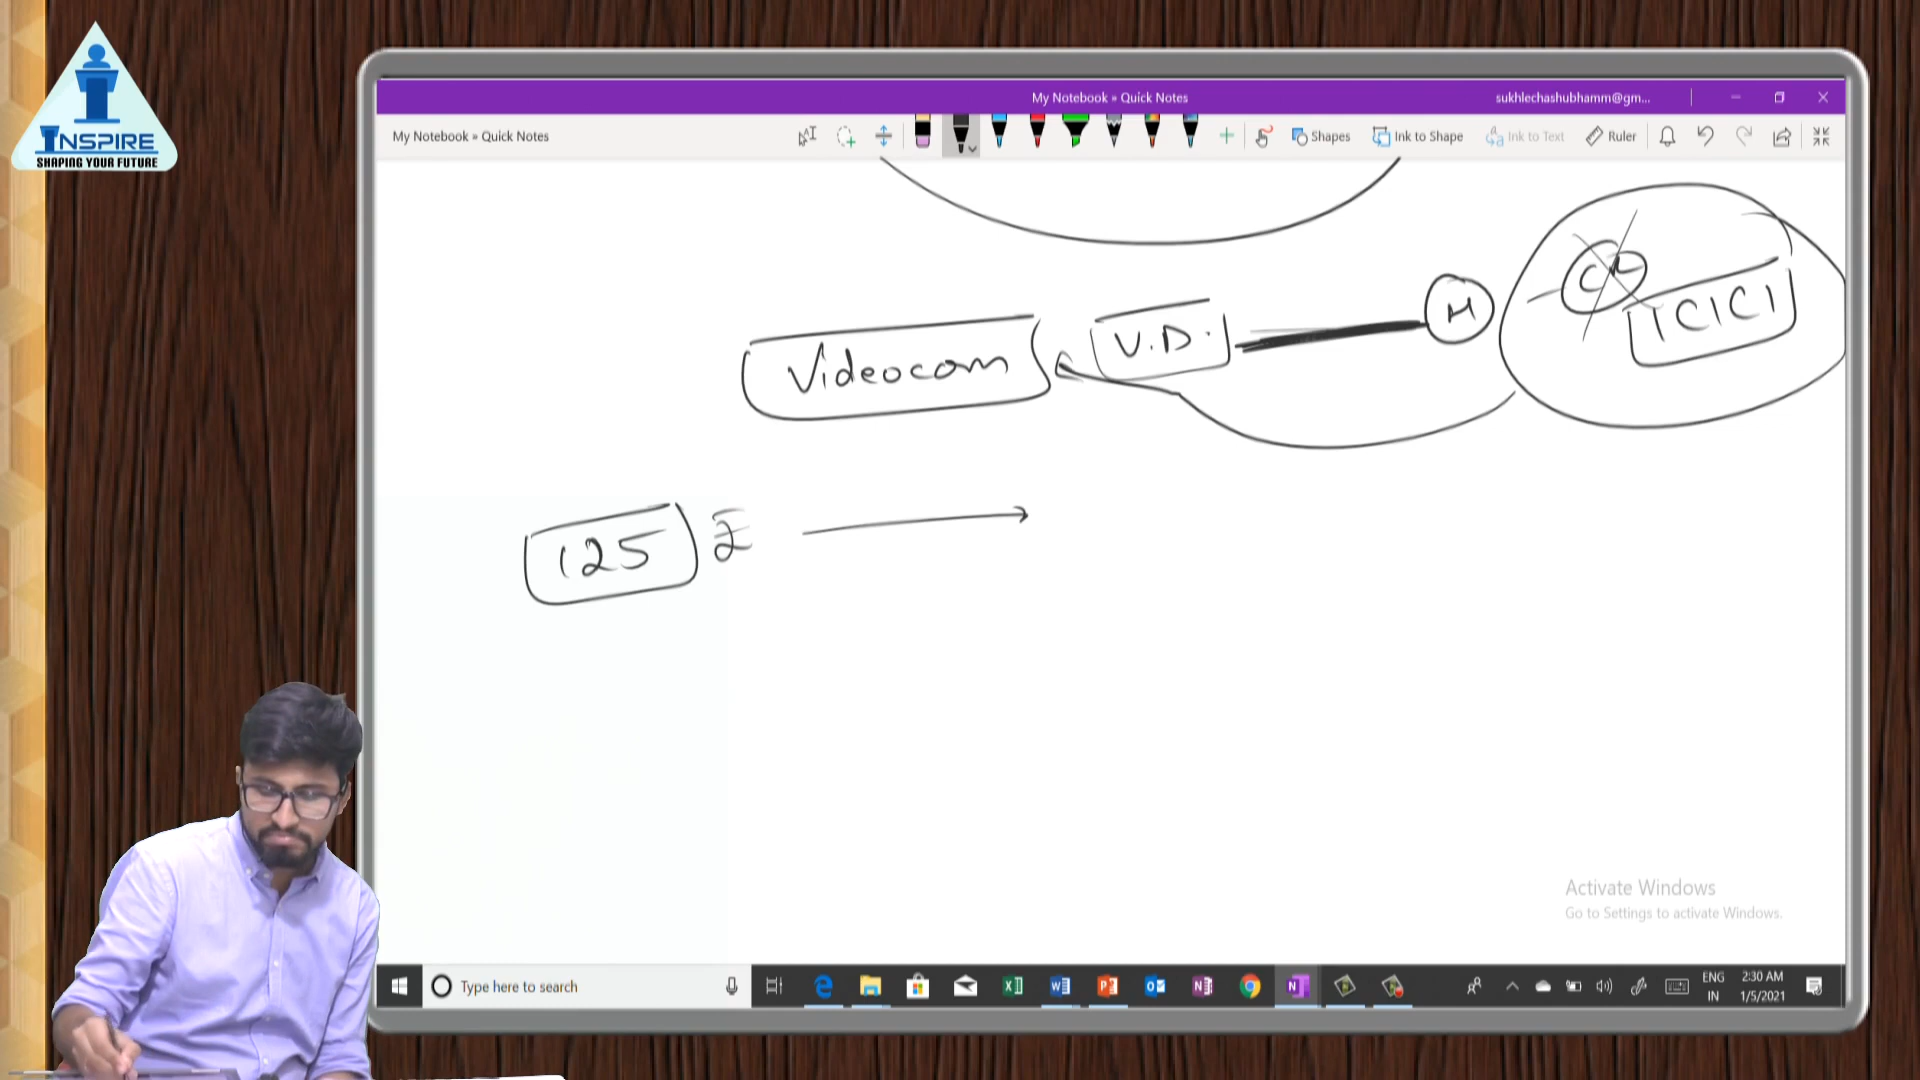 INSPIRE
SHAPING YOUR FUTURE
My Notebook » Quick Notes
sukhlechashubhamm@gm...
My Notebook » Quick Notes
Shapes
Ink to Shape
Ink to Text
Ruler
Videocom
V.D.
H
CK
ICICI
125
Activate Windows
Go to Settings to activate Windows.
Type here to search
ENG
IN
2:30 AM
1/5/2021